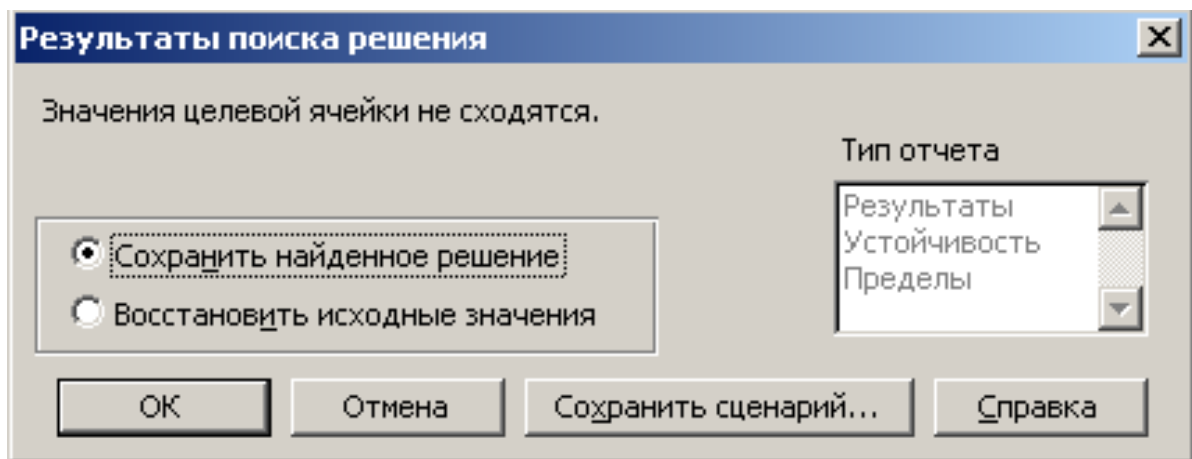 Результаты поиска решения
Значения целевой ячейки не сходятся.
Тип отчета
Результаты
Устойчивость
Пределы
Сохранить найденное решение
Восстановить исходные значения
ОК
Отмена
Сохранить сценарий...
Справка